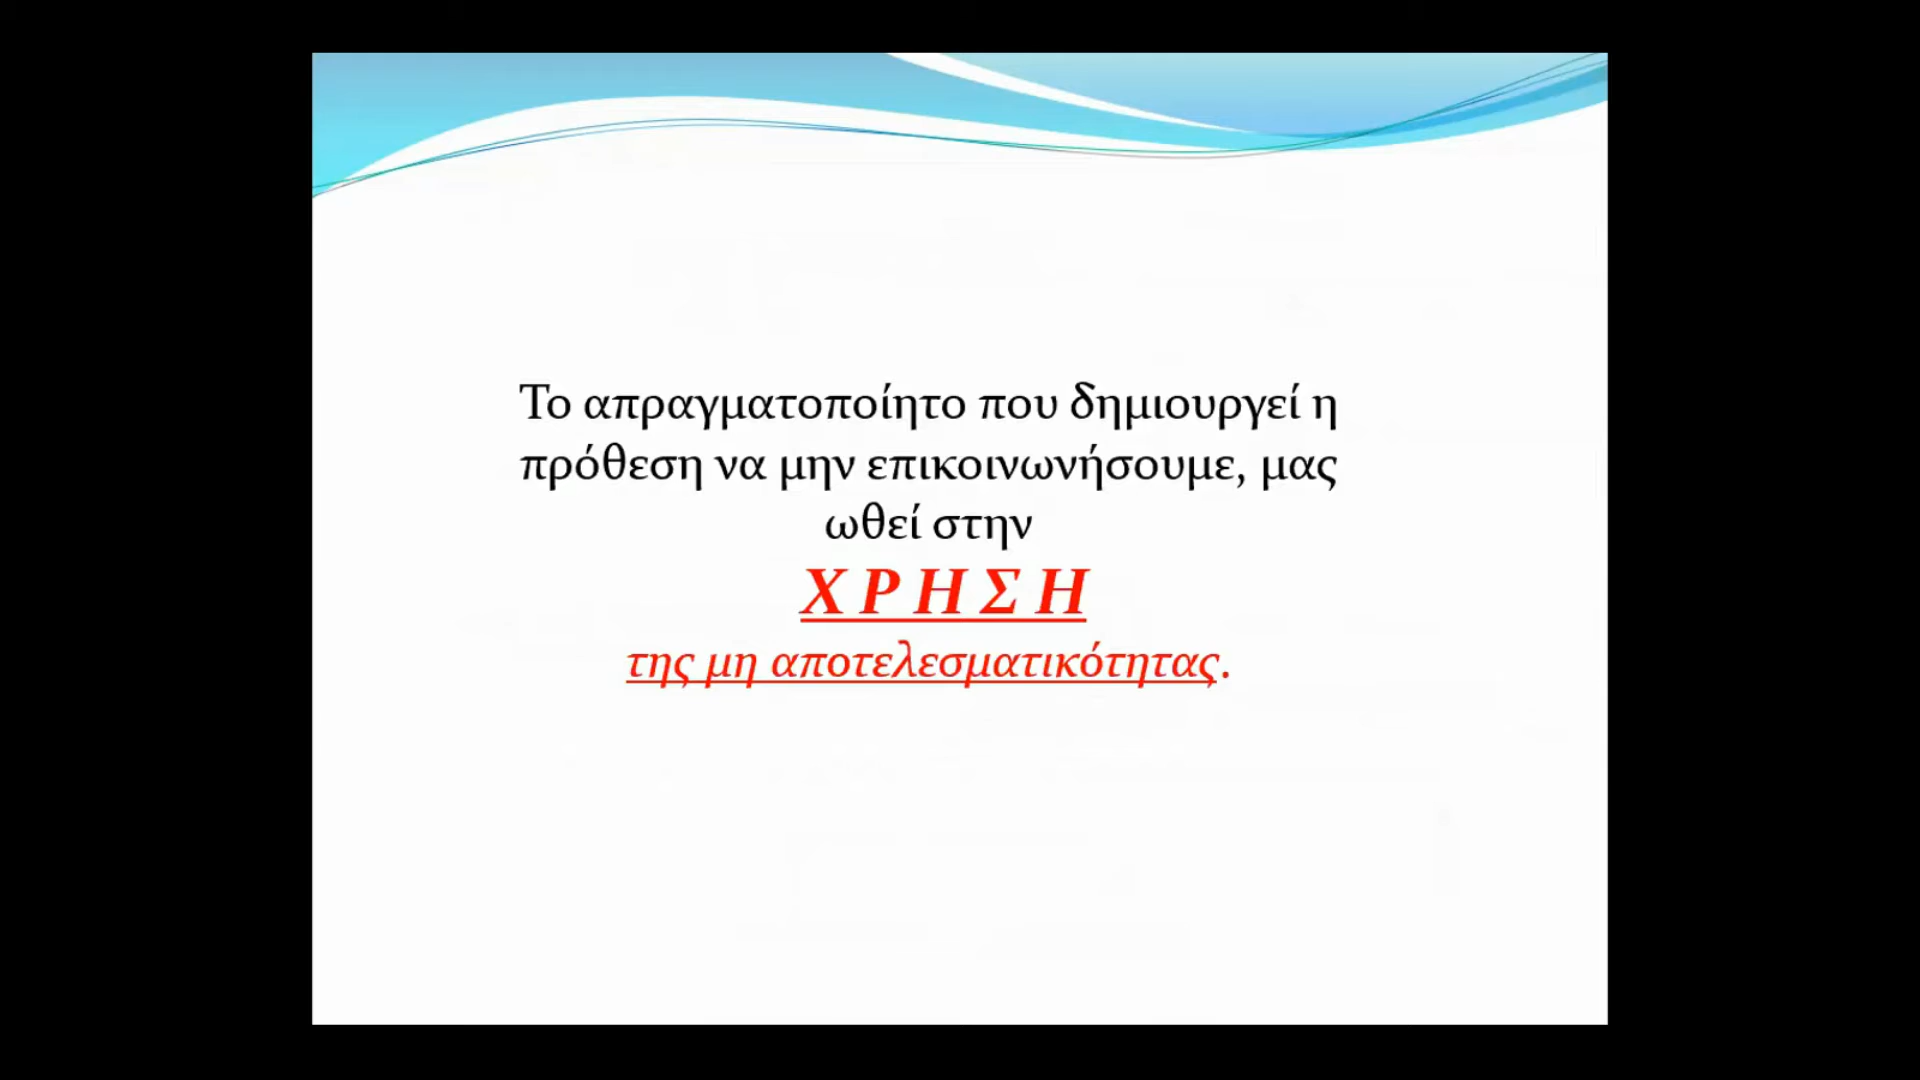 Το απραγματοποίητο που δημιουργεί η
πρόθεση να μην επικοινωνήσουμε, μας
ωθεί στην
Χ Ρ Η Σ Η
της μη αποτελεσματικότητας.